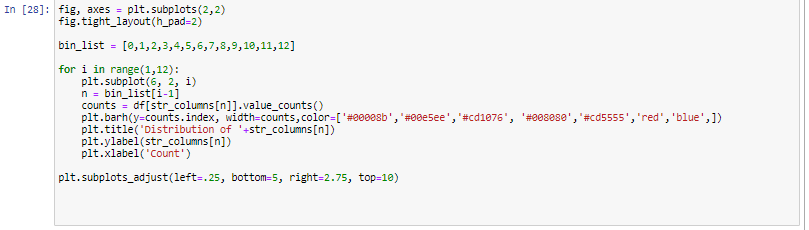 In [28]: fig, axes = plt.subplots(2,2)
fig.tight_layout(h_pad=2)
bin_list = [0,1,2,3,4,5,6,7,8,9,10,11,12]
for i in range(1,12):
    plt.subplot(6, 2, i)
    n = bin_list[i-1]
    counts = df[str_columns[n]].value_counts()
    plt.barh(y=counts.index, width=counts,color=['#00008b','#00e5ee','#cd1076', '#008080','#cd5555','red','blue',])
    plt.title('Distribution of '+str_columns[n])
    plt.ylabel(str_columns[n])
    plt.xlabel('Count')
plt.subplots_adjust(left=.25, bottom=5, right=2.75, top=10)